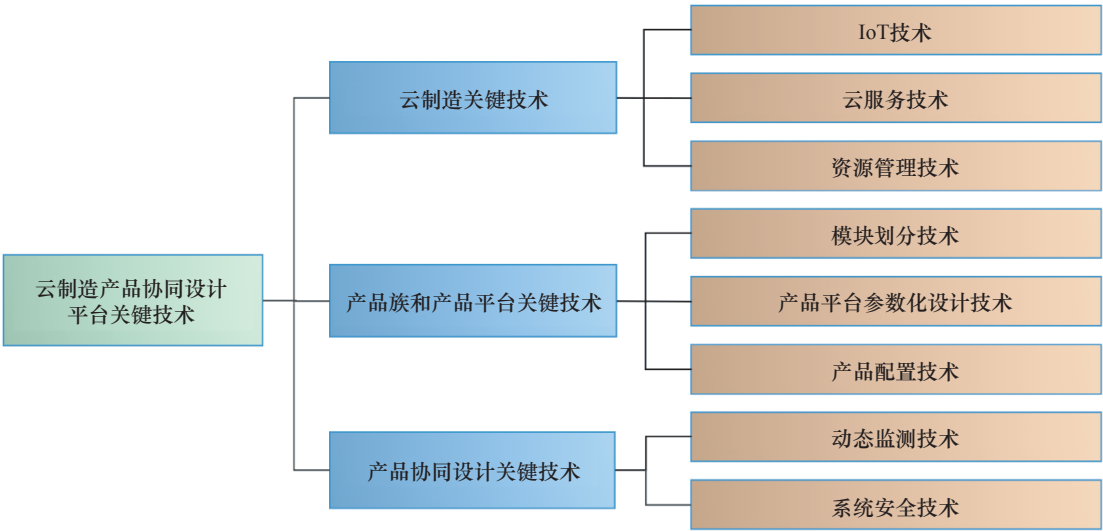 云制造产品协同设计
平台关键技术
云制造关键技术
IoT技术
云服务技术
资源管理技术
产品族和产品平台关键技术
模块划分技术
产品平台参数化设计技术
产品配置技术
产品协同设计关键技术
动态监测技术
系统安全技术